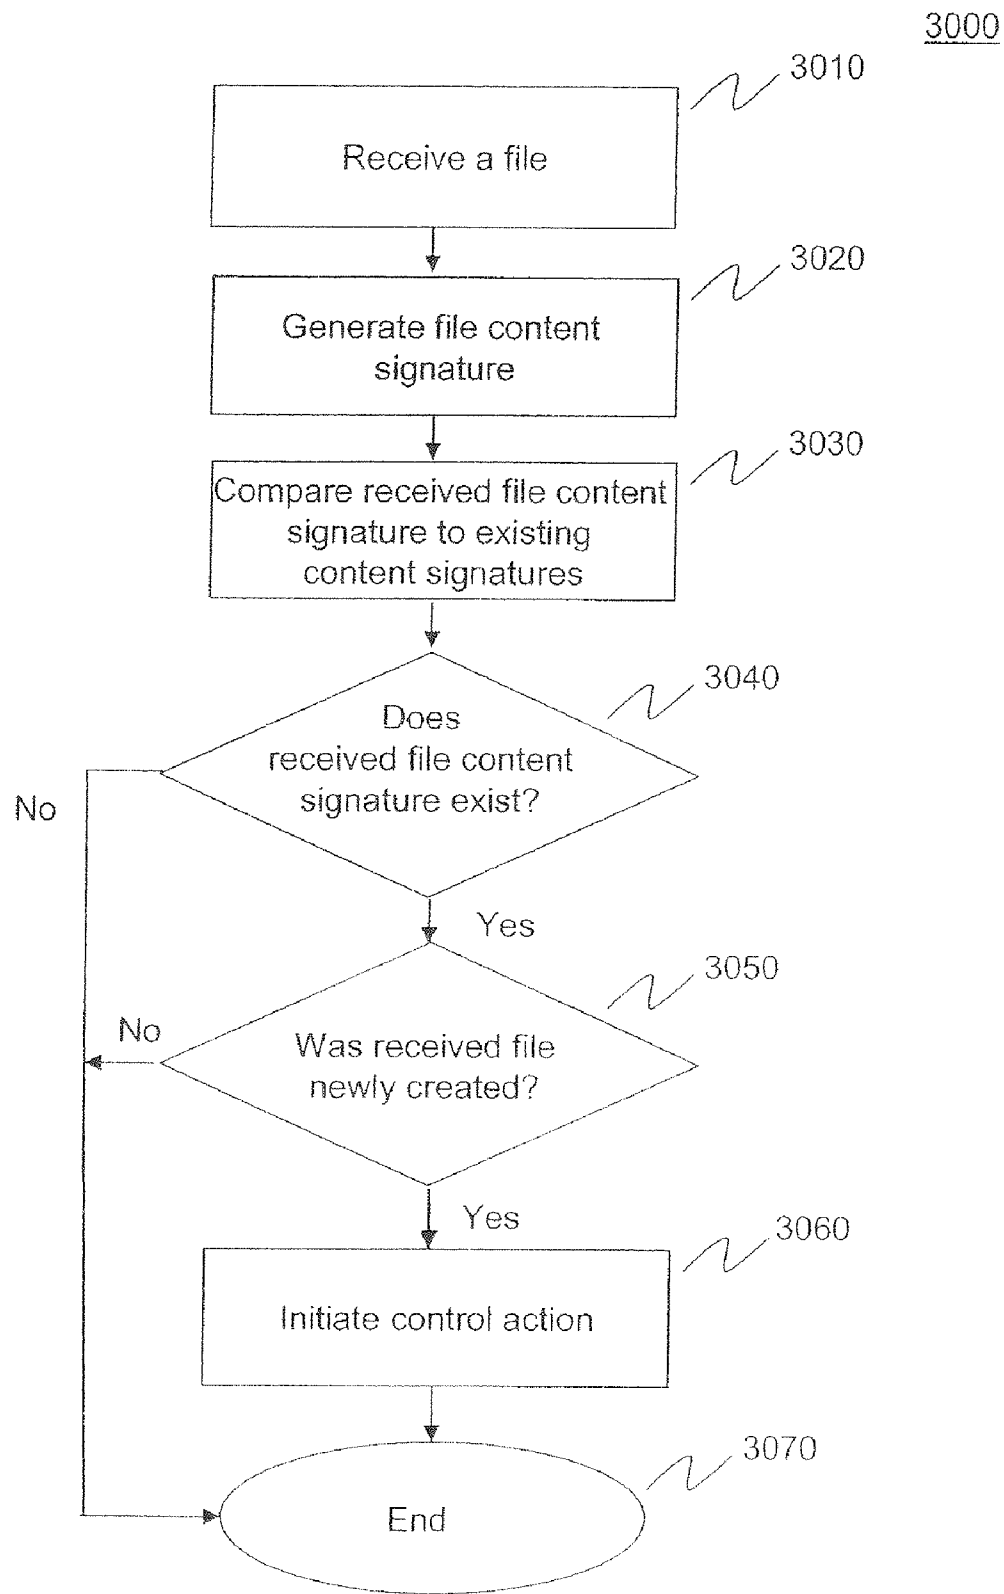 3000
3010
Receive a file
3020
Generate file content
signature
3030
Compare received file content
signature to existing
content signatures
3040
Does
received file content
signature exist?
No
Yes
3050
No
Was received file
newly created?
Yes
3060
Initiate control action
3070
End